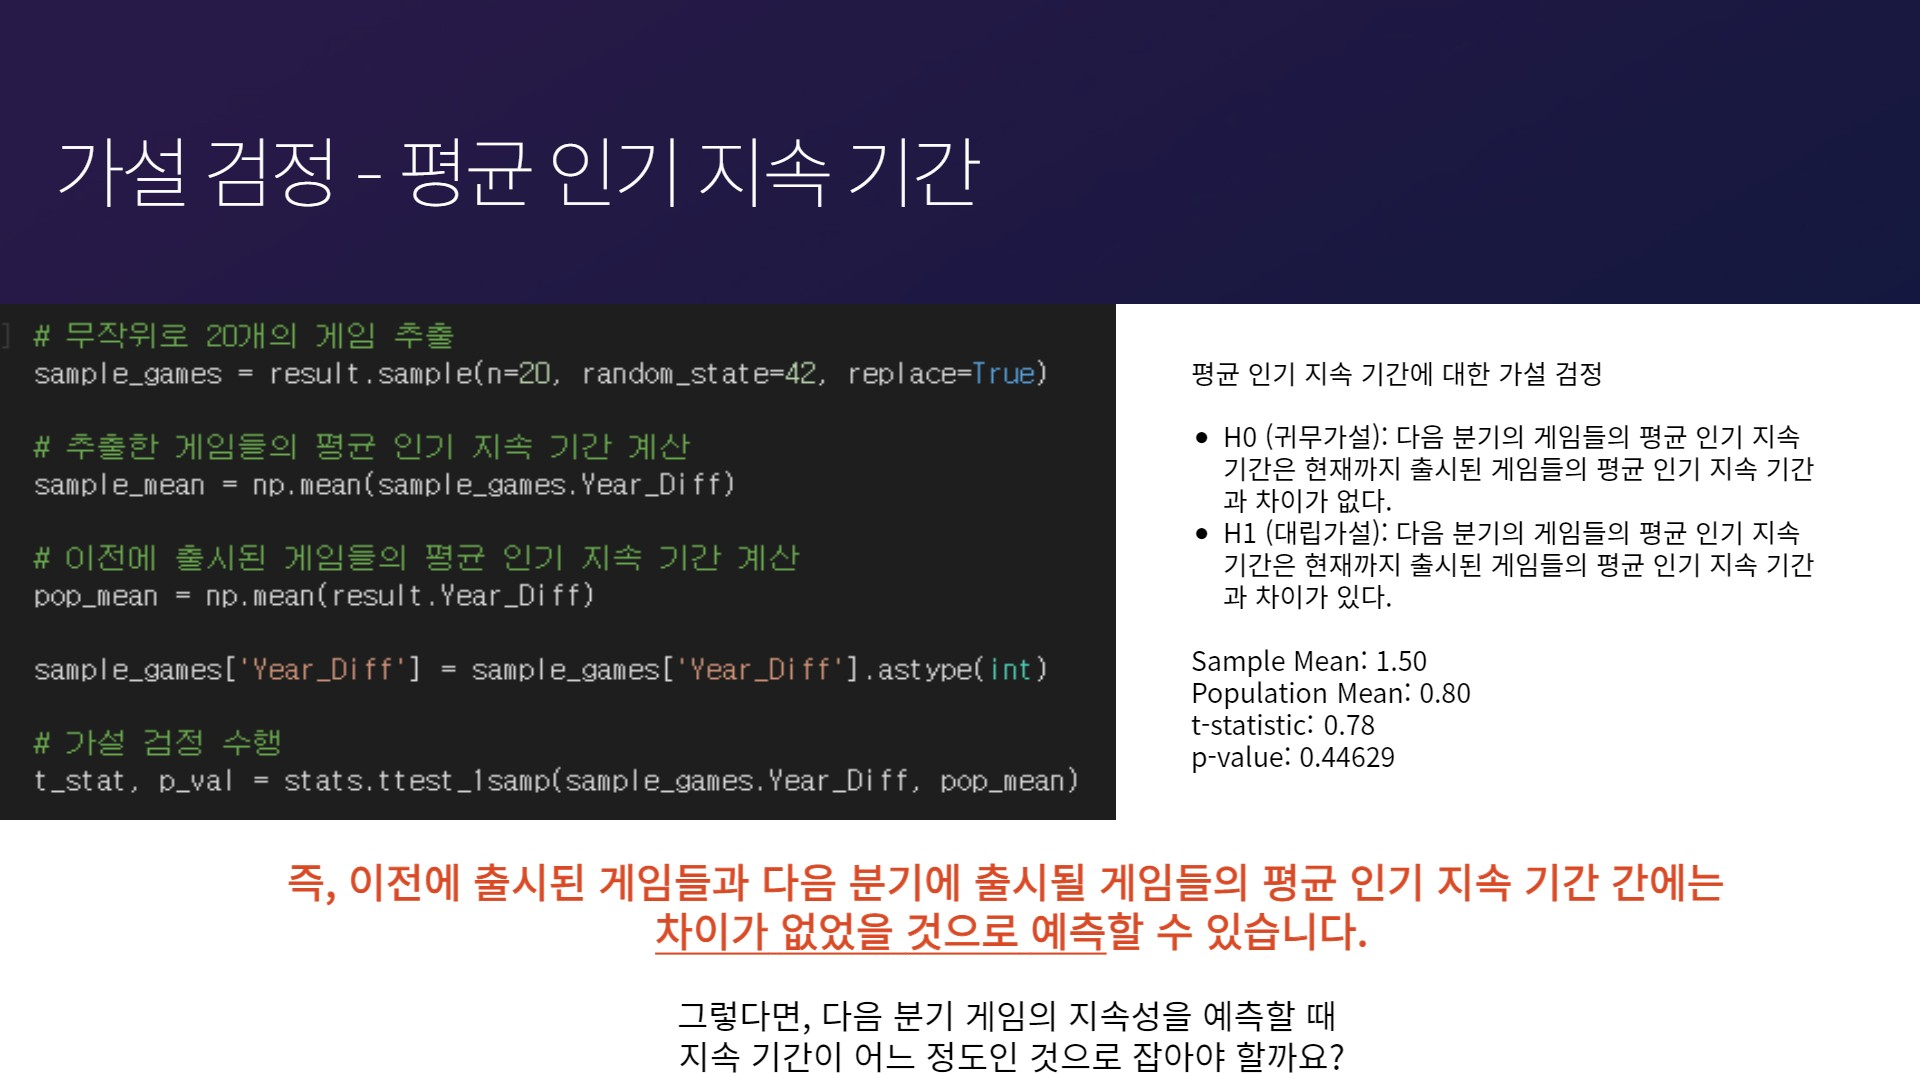 가설 검정 - 평균 인기 지속 기간
] # 무작위로 20개의 게임 추출
sample_games = result.sample(n=20, random_state=42, replace=True)
# 추출한 게임들의 평균 인기 지속 기간 계산
sample_mean = np.mean(sample_games.Year_Diff)
# 이전에 출시된 게임들의 평균 인기 지속 기간 계산
pop_mean = np.mean(result.Year_Diff)
sample_games['Year_Diff'] = sample_games['Year_Diff'].astype(int)
# 가설 검정 수행
t_stat, p_val = stats.ttest_1samp(sample_games.Year_Diff, pop_mean)
평균 인기 지속 기간에 대한 가설 검정
● H0 (귀무가설): 다음 분기의 게임들의 평균 인기 지속
기간은 현재까지 출시된 게임들의 평균 인기 지속 기간
과 차이가 없다.
● H1 (대립가설): 다음 분기의 게임들의 평균 인기 지속
기간은 현재까지 출시된 게임들의 평균 인기 지속 기간
과 차이가 있다.
Sample Mean: 1.50
Population Mean: 0.80
t-statistic: 0.78
p-value: 0.44629
즉, 이전에 출시된 게임들과 다음 분기에 출시될 게임들의 평균 인기 지속 기간 간에는
차이가 없었을 것으로 예측할 수 있습니다.
그렇다면, 다음 분기 게임의 지속성을 예측할 때
지속 기간이 어느 정도인 것으로 잡아야 할까요?